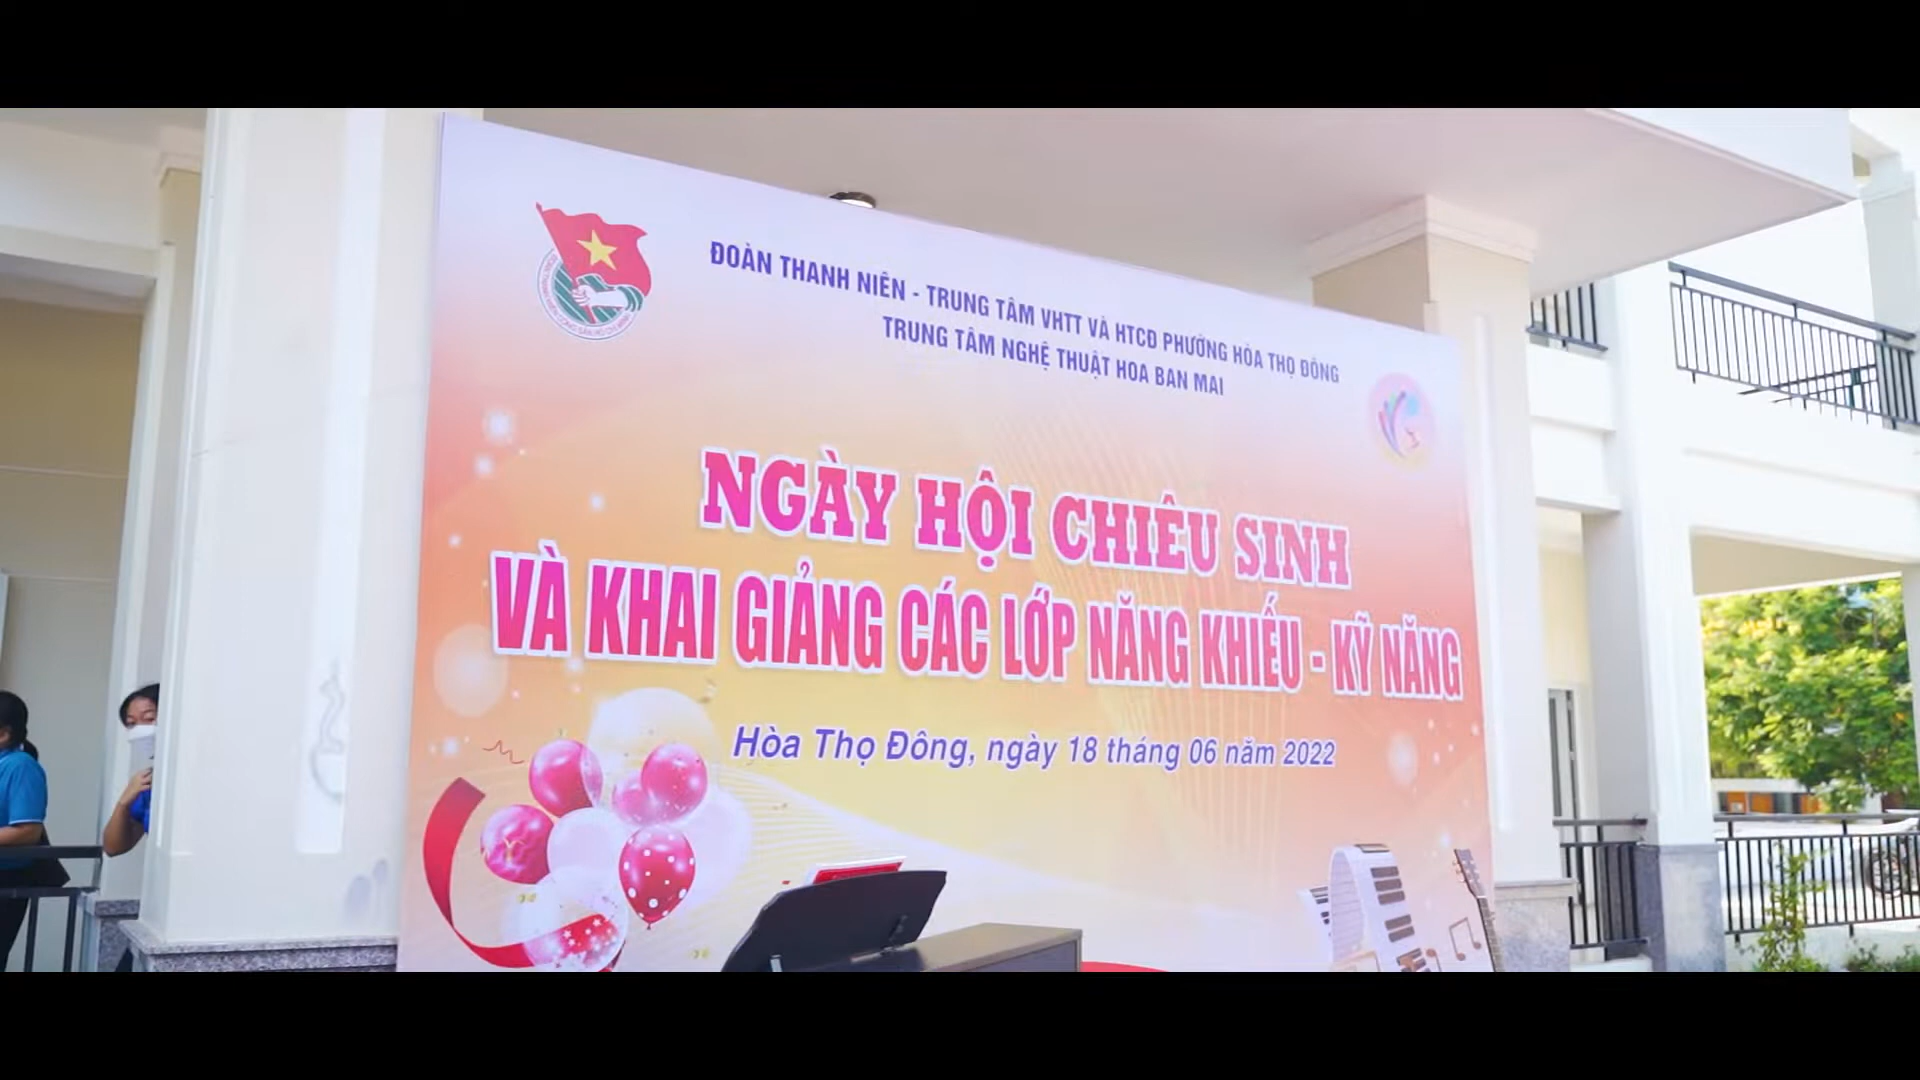 ĐOÀN THANH NIÊN - TRUNG TÂM VHTT VÀ HTCĐ PHƯỜNG HÒA THỌ ĐÔNG
TRUNG TÂM NGHỆ THUẬT HOA BAN MAI
NGÀY HỘI CHIÊU SINH
VÀ KHAI GIẢNG CÁC LỚP NĂNG KHIẾU - KỸ NĂNG
Hòa Thọ Đông, ngày 18 tháng 06 năm 2022